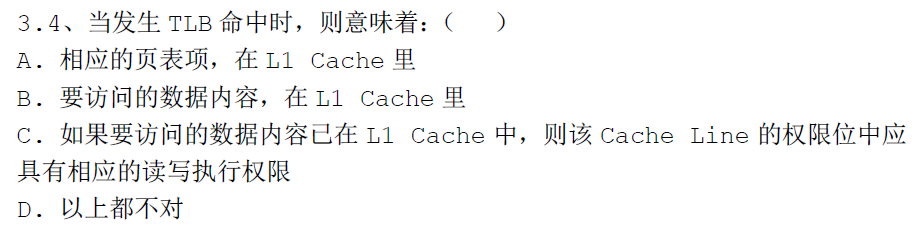 3.4、当发生 TLB 命中时，则意味着：（   ）
A. 相应的页表项，在 L1 Cache 里
B. 要访问的数据内容，在 L1 Cache 里
C. 如果要访问的数据内容已在 L1 Cache 中，则该 Cache Line 的权限位中应
具有相应的读写执行权限
D. 以上都不对